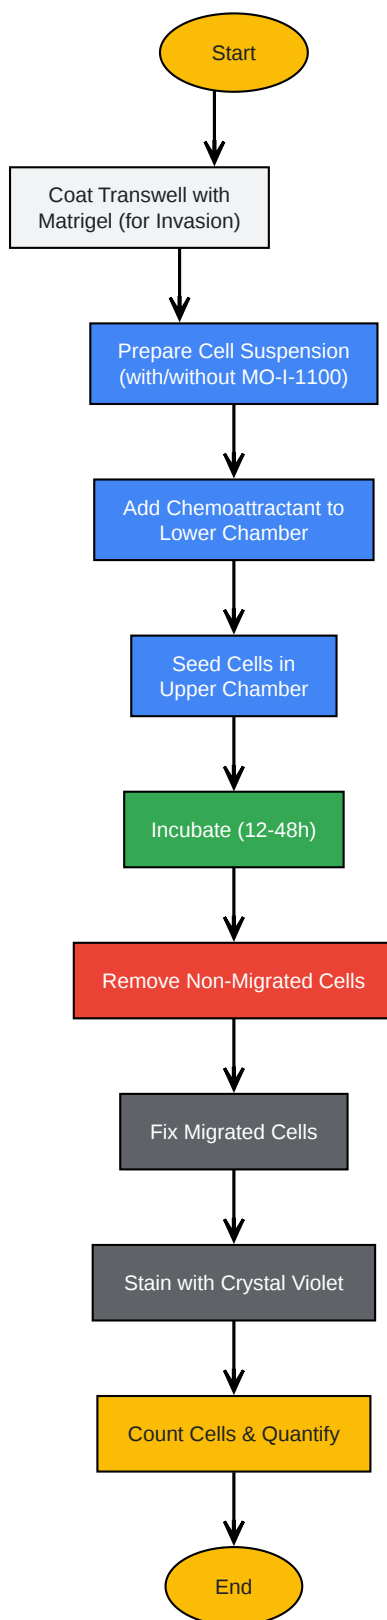 Start
Coat Transwell with
Matrigel (for Invasion)
Prepare Cell Suspension
(with/without MO-I-1100)
Add Chemoattractant to
Lower Chamber
Seed Cells in
Upper Chamber
Incubate (12-48h)
Remove Non-Migrated Cells
Fix Migrated Cells
Stain with Crystal Violet
Count Cells & Quantify
End